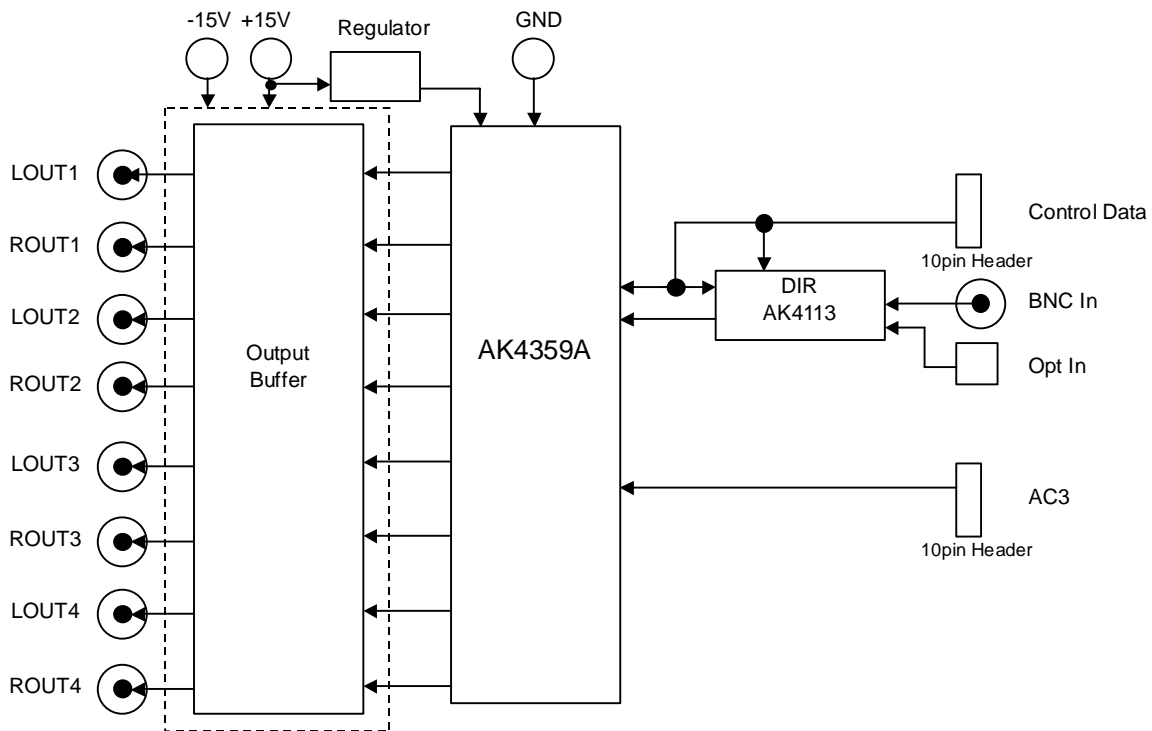 -15V
+15V
Regulator
GND
LOUT1
ROUT1
LOUT2
ROUT2
LOUT3
ROUT3
LOUT4
ROUT4
Output
Buffer
AK4359A
DIR
AK4113
Control Data
10pin Header
BNC In
Opt In
AC3
10pin Header